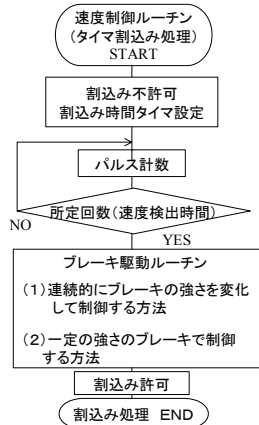 速度制御ルーチン
(タイマ割込み処理)
START
割込み不許可
割込み時間タイマ設定
パルス計数
所定回数(速度検出時間)
NO
YES
ブレーキ駆動ルーチン
(1)連続的にブレーキの強さを変化
して制御する方法
(2)一定の強さのブレーキで制御
する方法
割込み許可
割込み処理 END